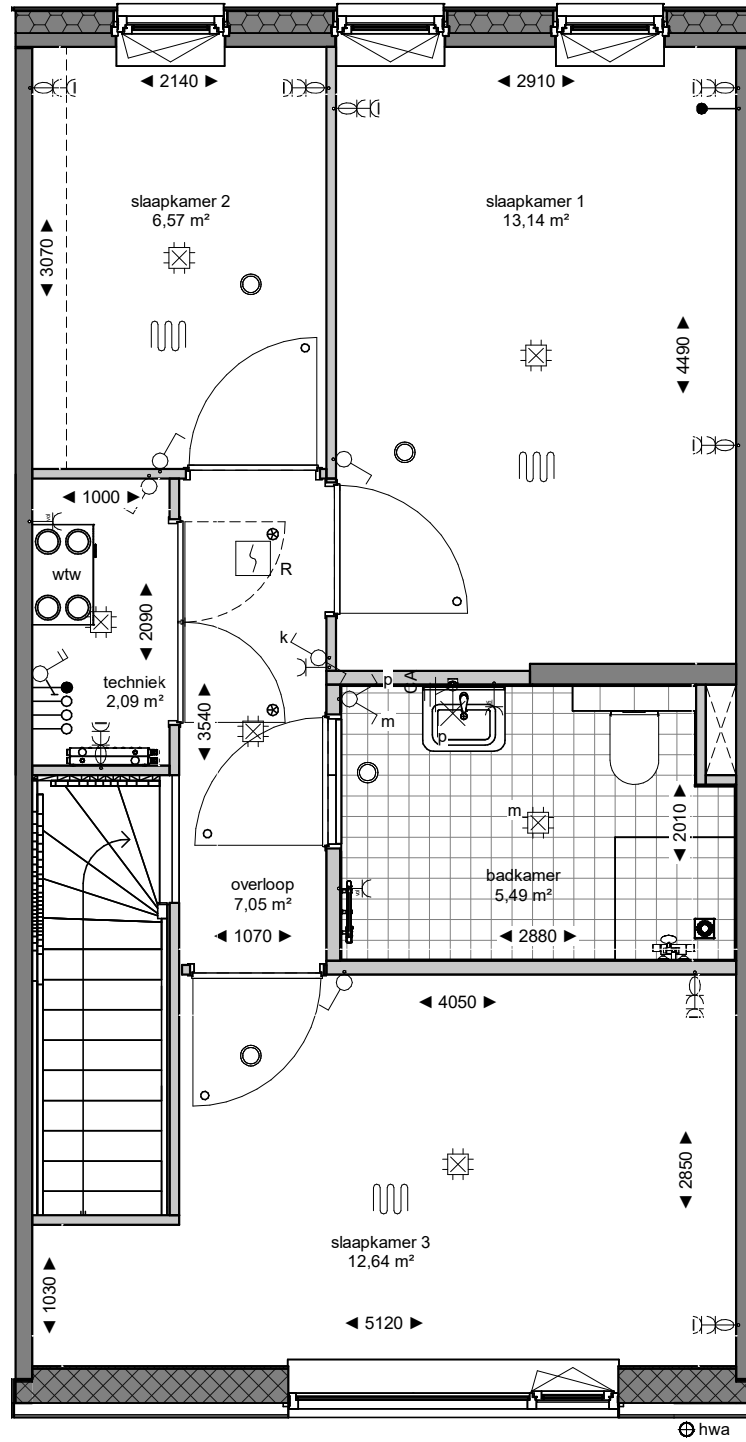 ◄ 2140 ►
◄ 2910 ►
slaapkamer 2
6,57 m²
slaapkamer 1
13,14 m²
◄ 3070 ►
◄ 4490 ►
◄ 1000 ►
wtw
R
◄ 2090 ►
k
techniek
2,09 m²
p
CA
m
◄ 3540 ►
p
m
◄ 2010 ►
badkamer
5,49 m²
overloop
7,05 m²
◄ 1070 ►
◄ 2880 ►
◄ 4050 ►
◄ 2850 ►
slaapkamer 3
12,64 m²
◄ 1030 ►
◄ 5120 ►
hwa